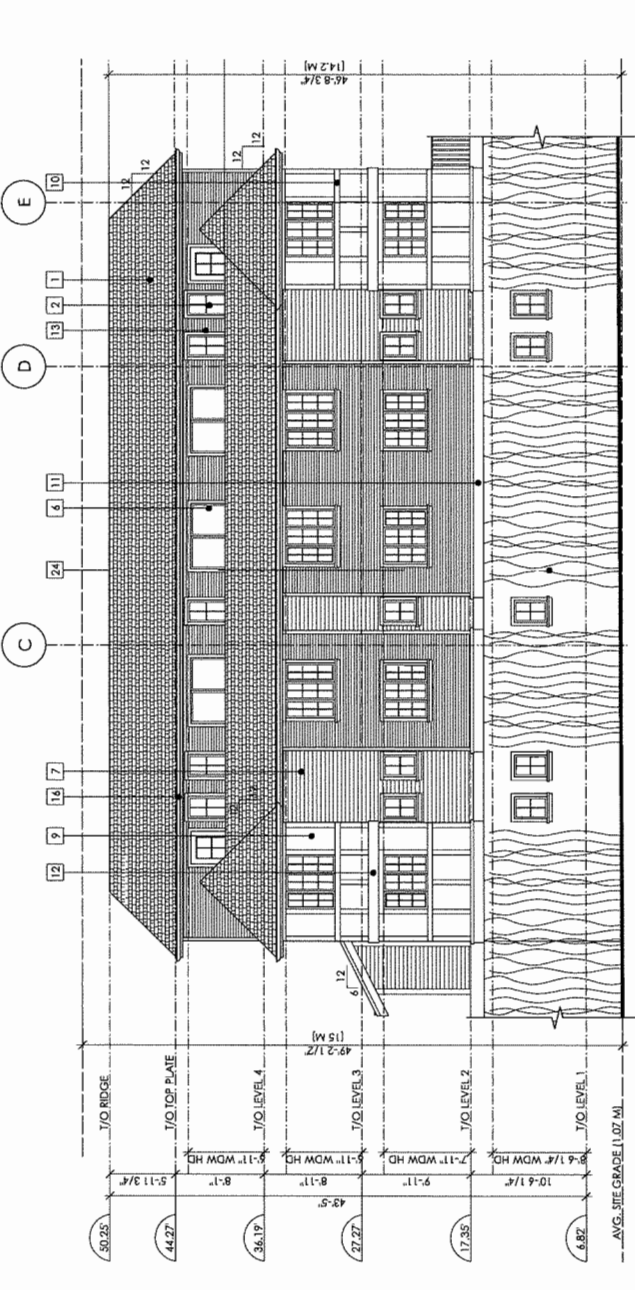 C
D
E
12
9
16
7
24
6
11
13
2
1
10
12
12
12
12
12
6
46'-8 3/4"
[14.2 M]
49'-2 1/2"
[15 M]
T/O RIDGE
T/O TOP PLATE
T/O LEVEL 4
T/O LEVEL 3
T/O LEVEL 2
T/O LEVEL 1
AVG. SITE GRADE (1.07 M)
6'-11" WDW HD
6'-11" WDW HD
7'-11" WDW HD
8'-6 1/4" WDW HD
5'-11 3/4"
8'-1"
8'-11"
9'-11"
10'-6 1/4"
43'-5"
50.25'
44.27'
36.19'
27.27'
17.35'
6.82'